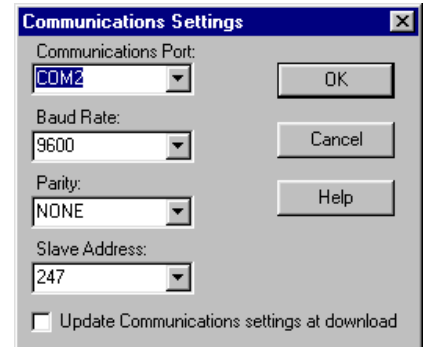 Communications Settings
Communications Port:
COM2
OK
Baud Rate:
9600
Cancel
Parity:
NONE
Help
Slave Address:
247
Update Communications settings at download